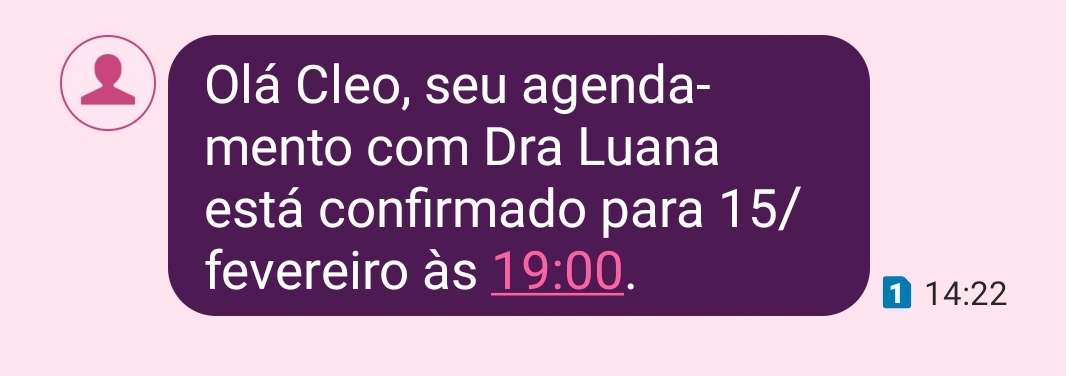 Olá Cleo, seu agenda-
mento com Dra Luana
está confirmado para 15/
fevereiro às 19:00.
1 14:22